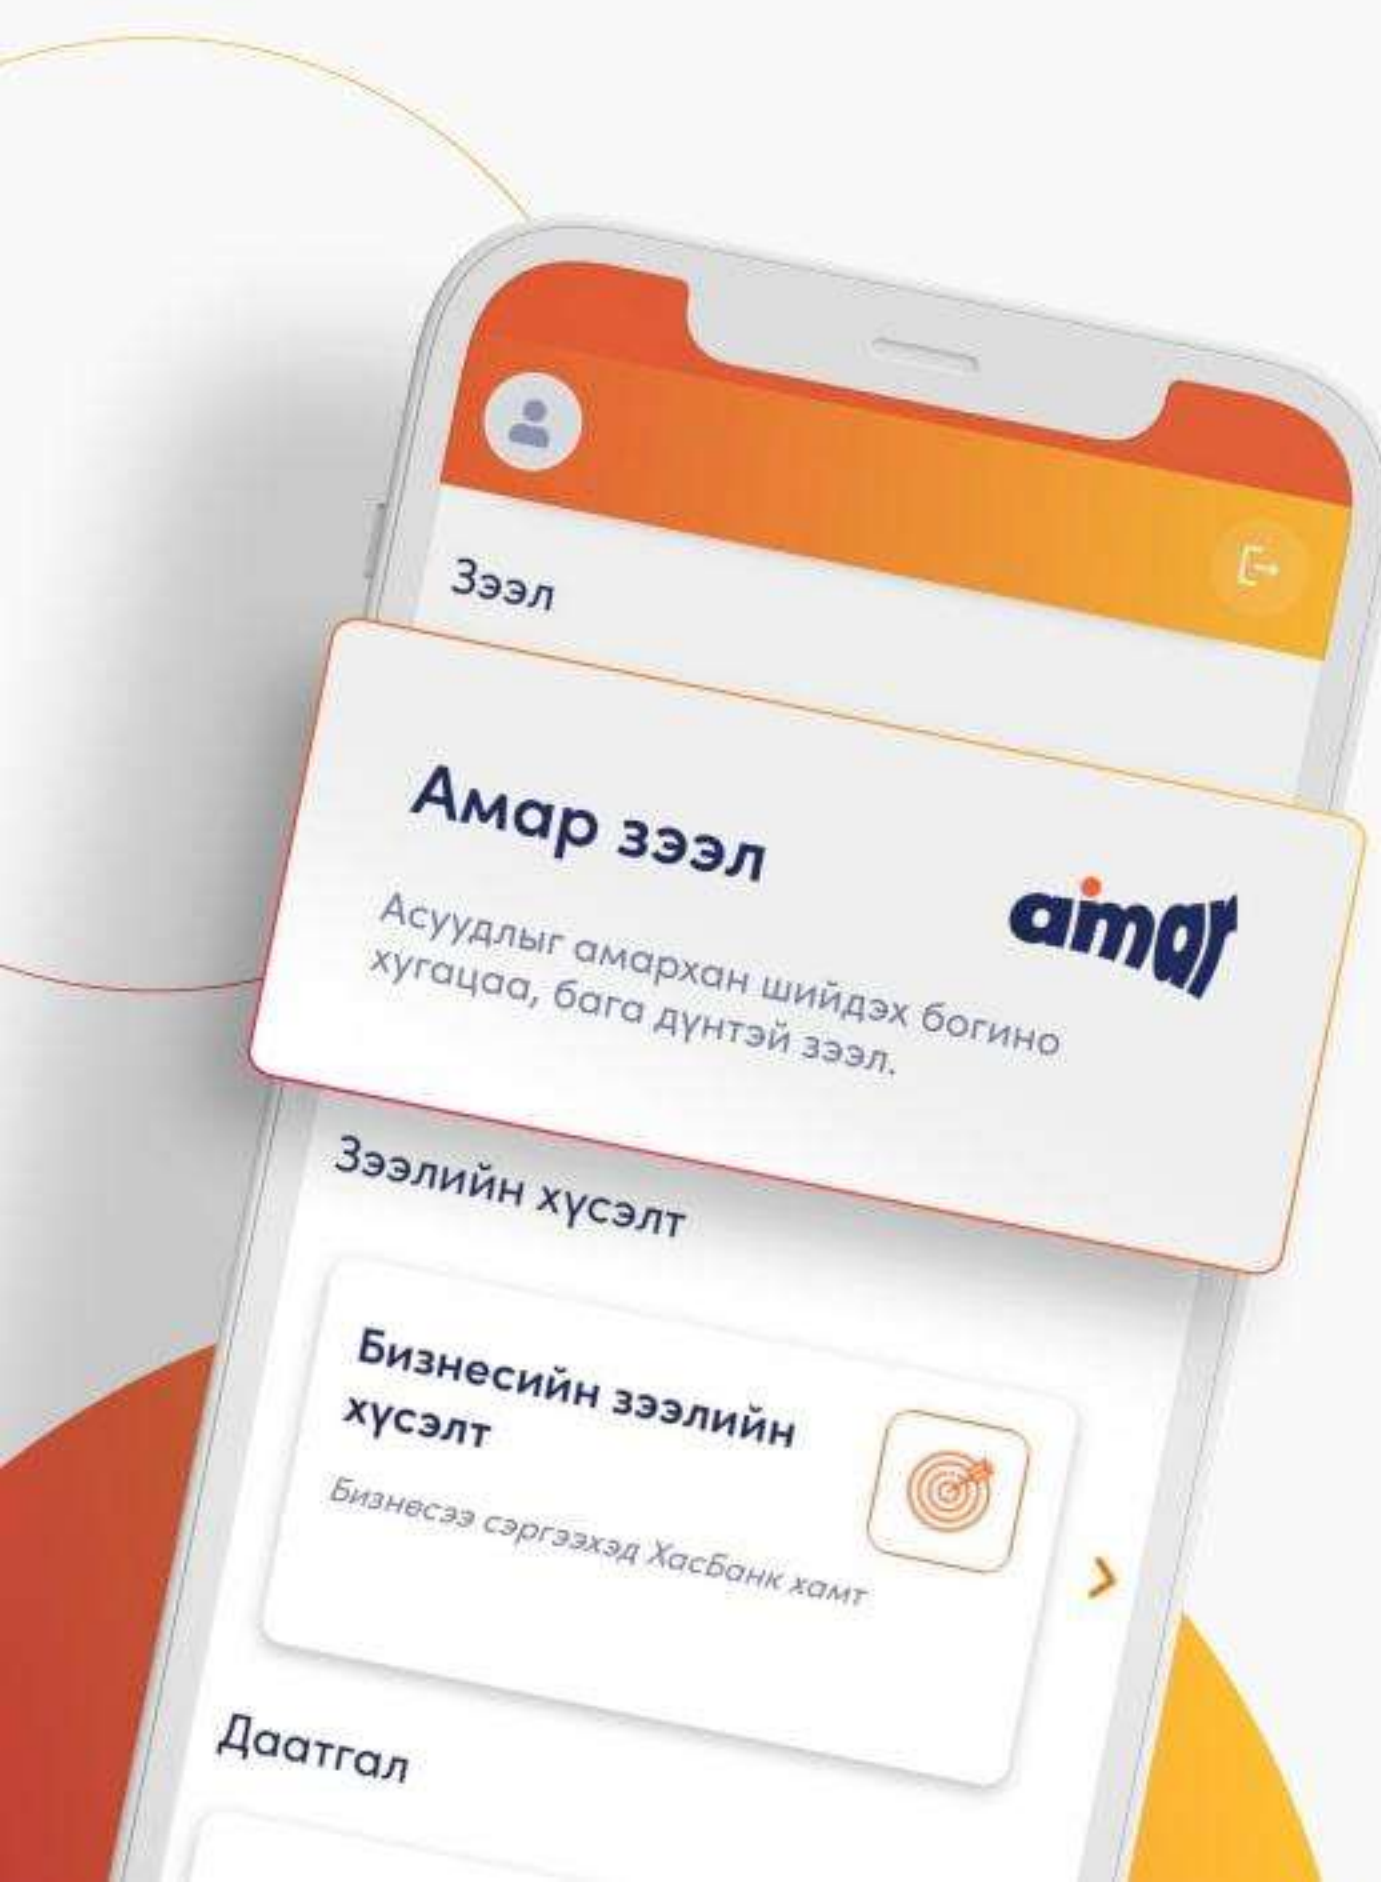 Зээл
Амар зээл
amar
Асуудлыг амархан шийдэх богино
хугацаа, бага дүнтэй зээл.
Зээлийн хүсэлт
Бизнесийн зээлийн
хүсэлт
Бизнесээ сэргээхэд ХасБанк хамт
Даатгал